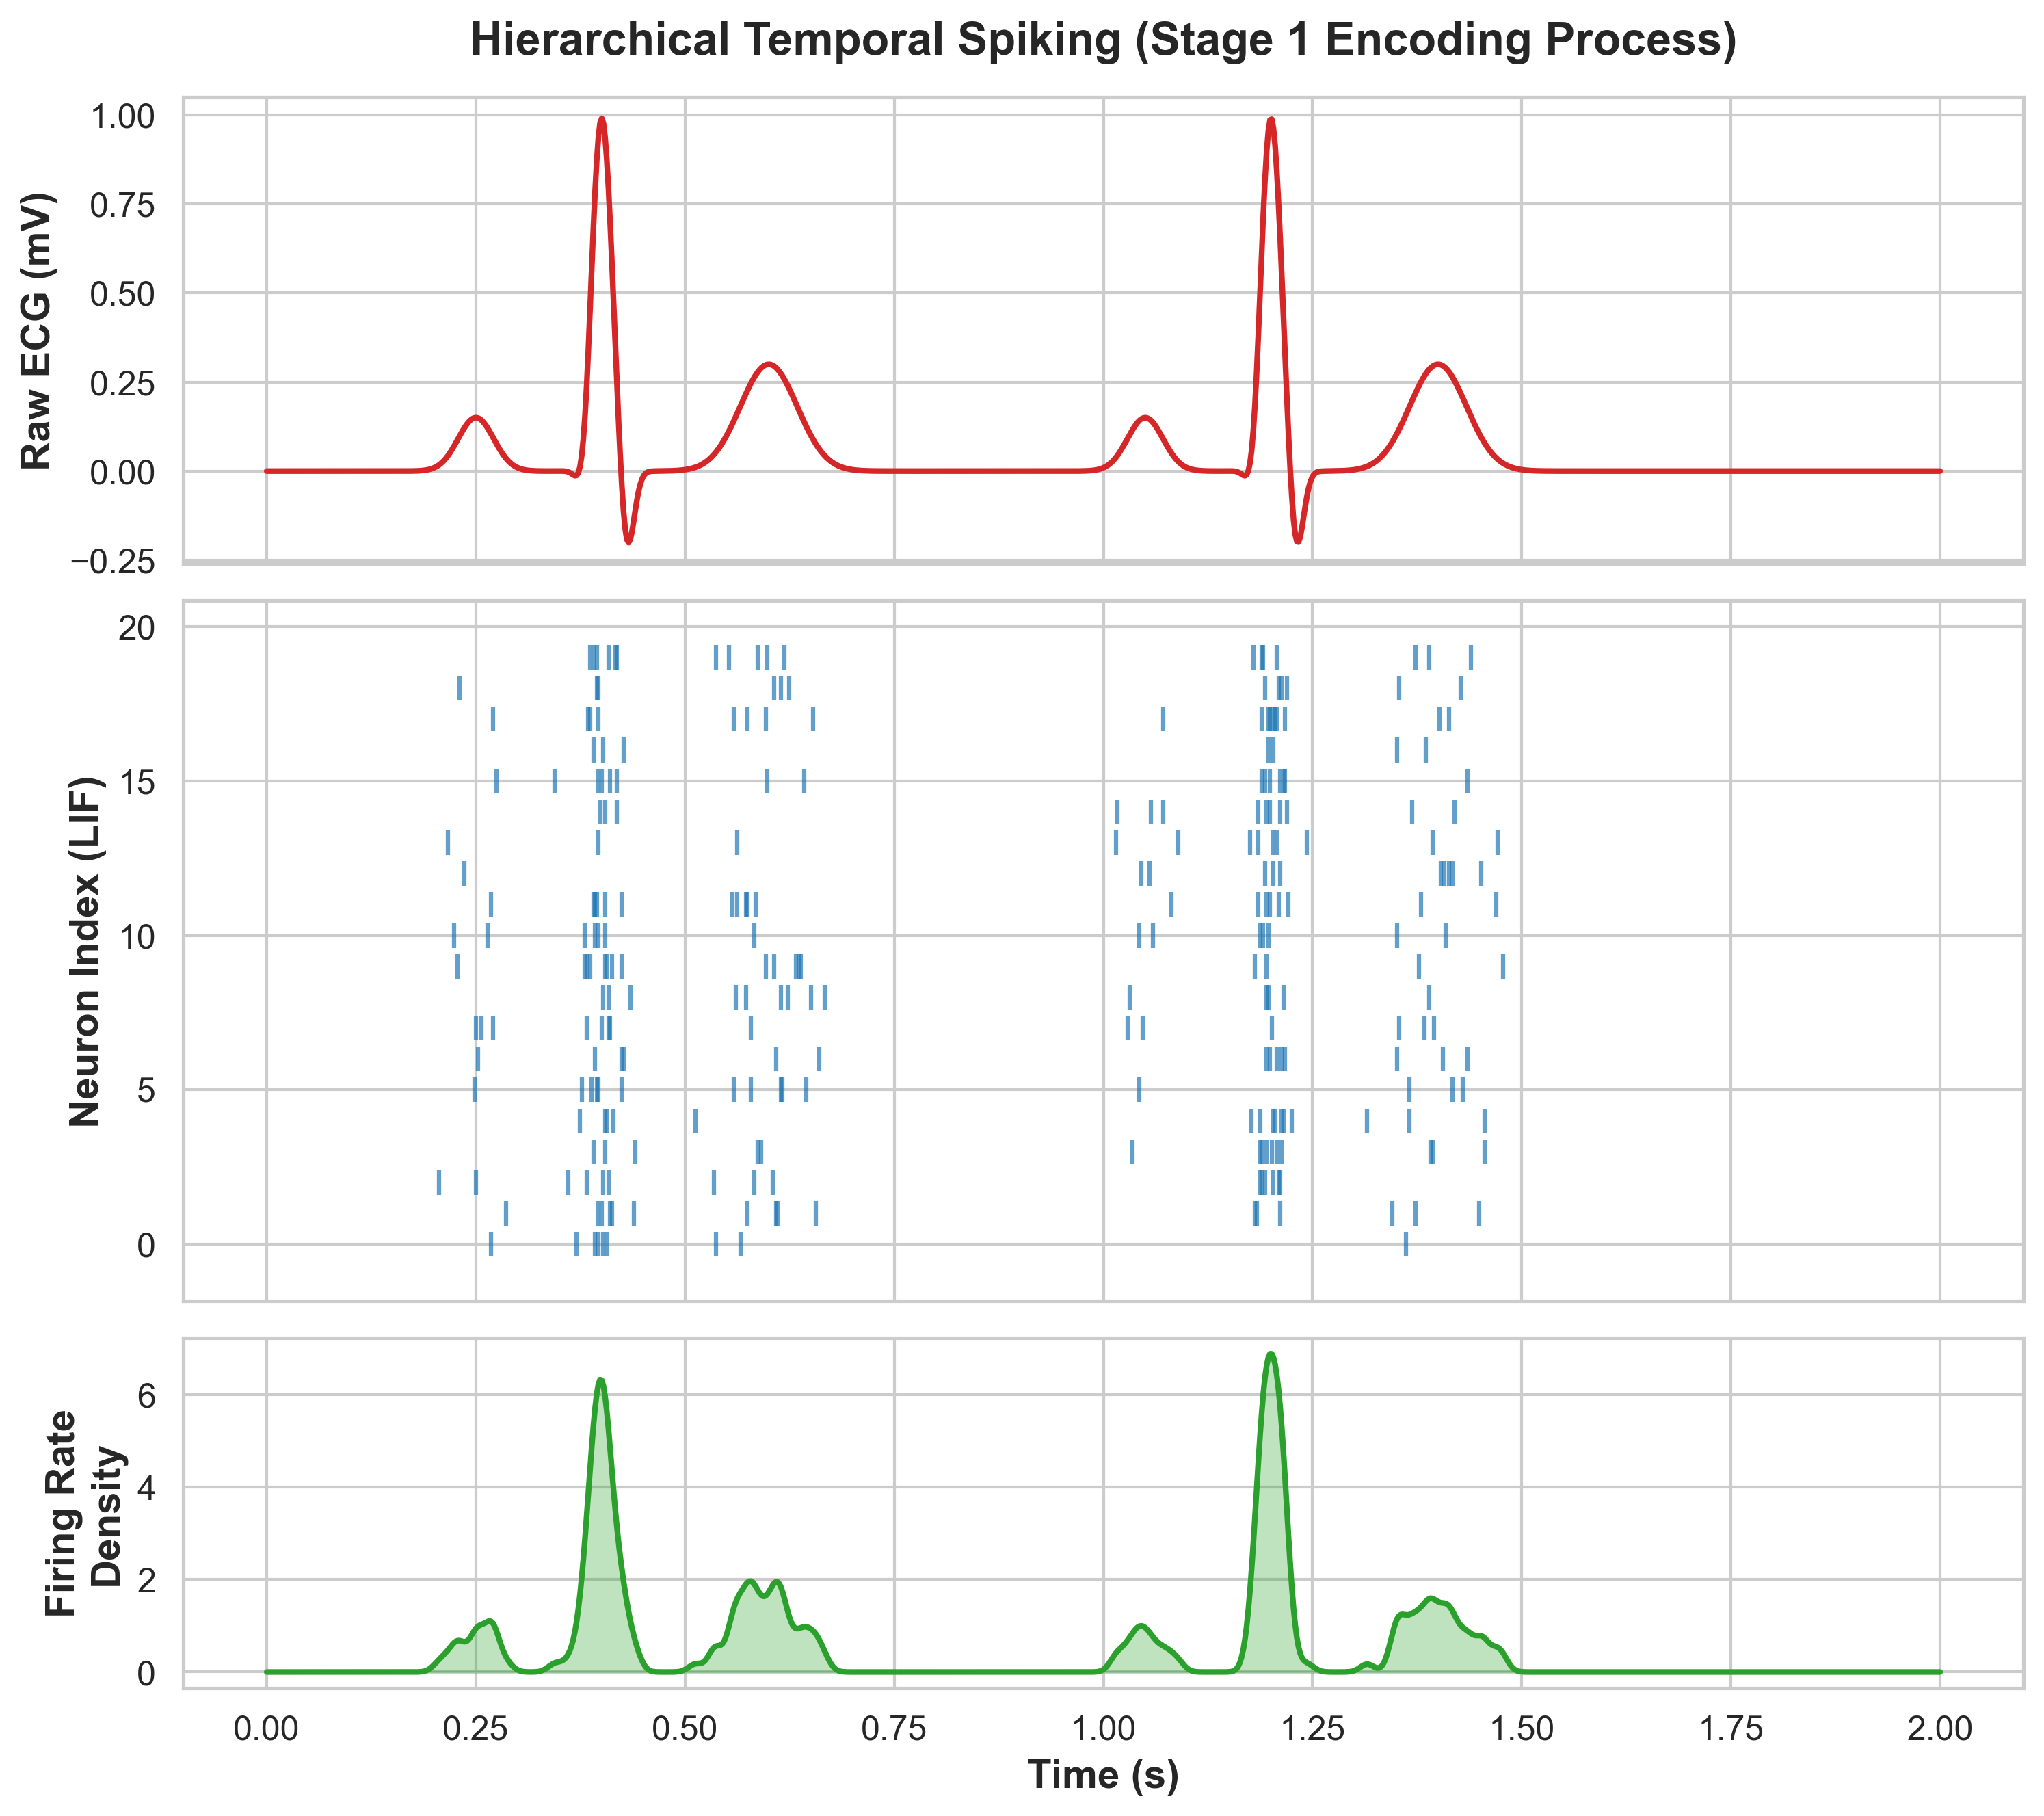 Hierarchical Temporal Spiking (Stage 1 Encoding Process)
Raw ECG (mV)
1.00
0.75
0.50
0.25
0.00
−0.25
Neuron Index (LIF)
20
15
10
5
0
Firing Rate
Density
6
4
2
0
0.00 0.25 0.50 0.75 1.00 1.25 1.50 1.75 2.00
Time (s)